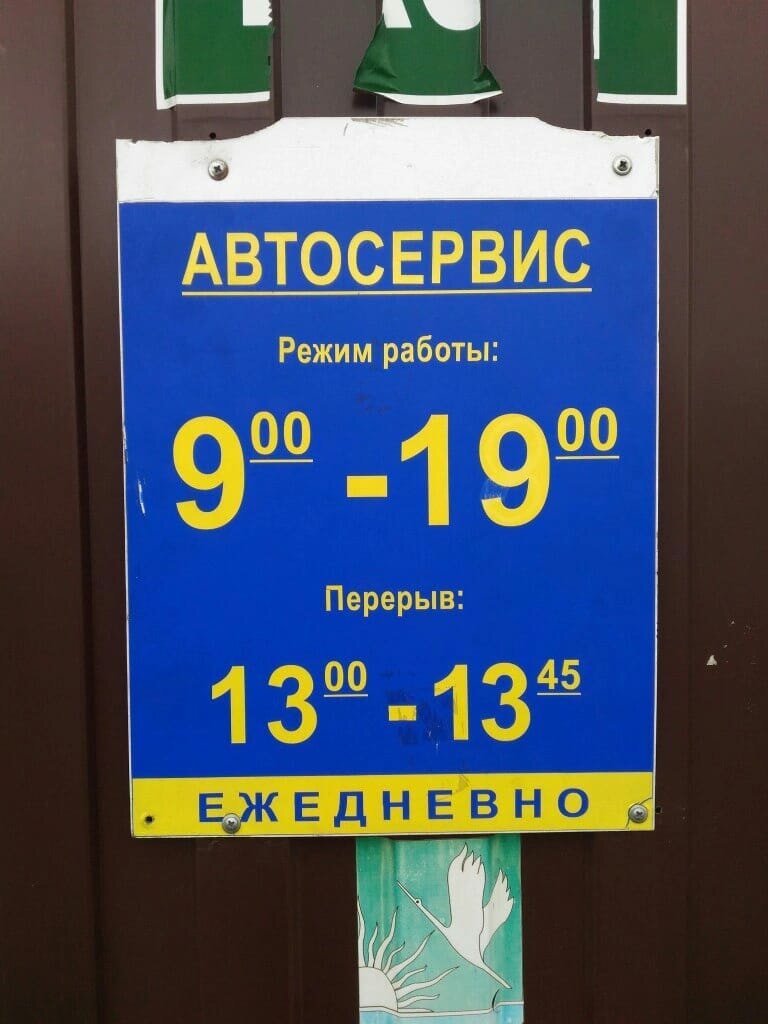 АВТОСЕРВИС
Режим работы:
9⁰⁰ -19⁰⁰
Перерыв:
13⁰⁰ -13⁴⁵
ЕЖЕДНЕВНО